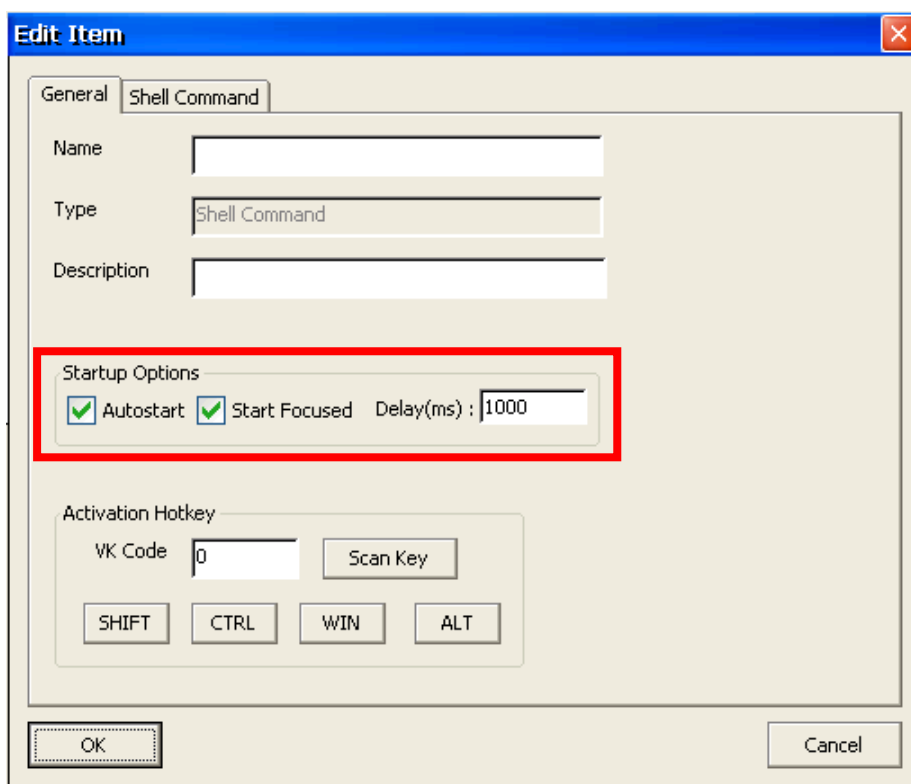 Edit Item
General Shell Command
Name
Type Shell Command
Description
Startup Options
Autostart Start Focused Delay(ms) : 1000
Activation Hotkey
VK Code 0 Scan Key
SHIFT CTRL WIN ALT
OK Cancel